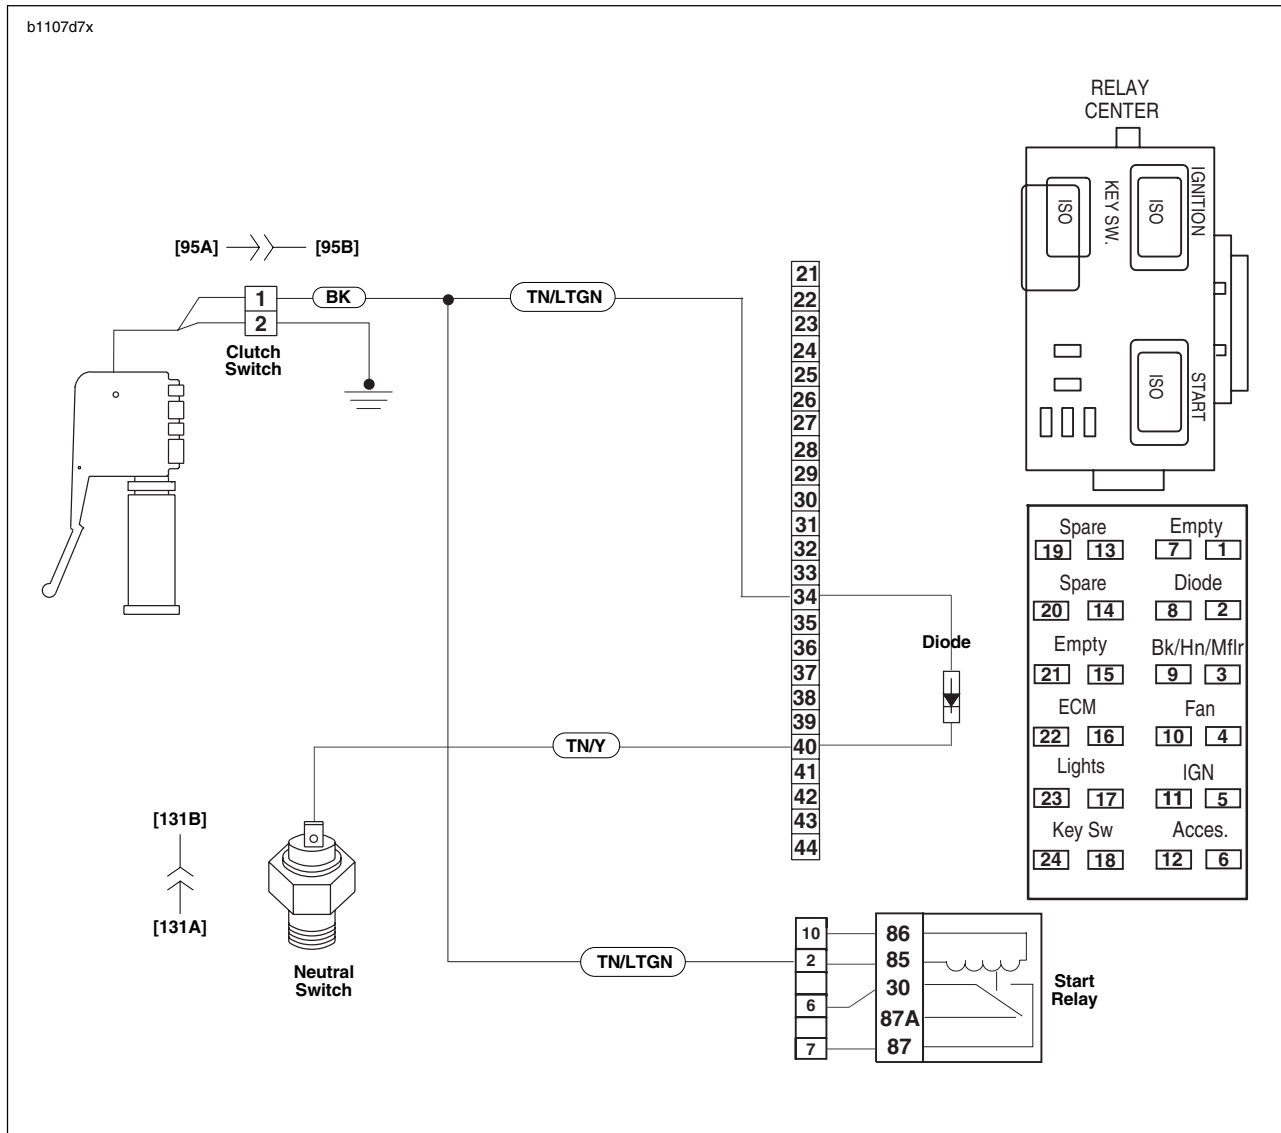 b1107d7x
RELAY
CENTER
IGNITION
KEY SW.
ISO
ISO
START
ISO
[95A]
[95B]
1
2
BK
TN/LTGN
Clutch
Switch
21
22
23
24
25
26
27
28
29
30
31
32
33
34
35
36
37
38
39
40
41
42
43
44
Diode
TN/Y
[131B]
[131A]
Neutral
Switch
TN/LTGN
10
2
6
7
86
85
30
87A
87
Start
Relay
Spare Empty
19 13 7 1
Spare Diode
20 14 8 2
Empty Bk/Hn/Mflr
21 15 9 3
ECM Fan
22 16 10 4
Lights IGN
23 17 11 5
Key Sw Acces.
24 18 12 6